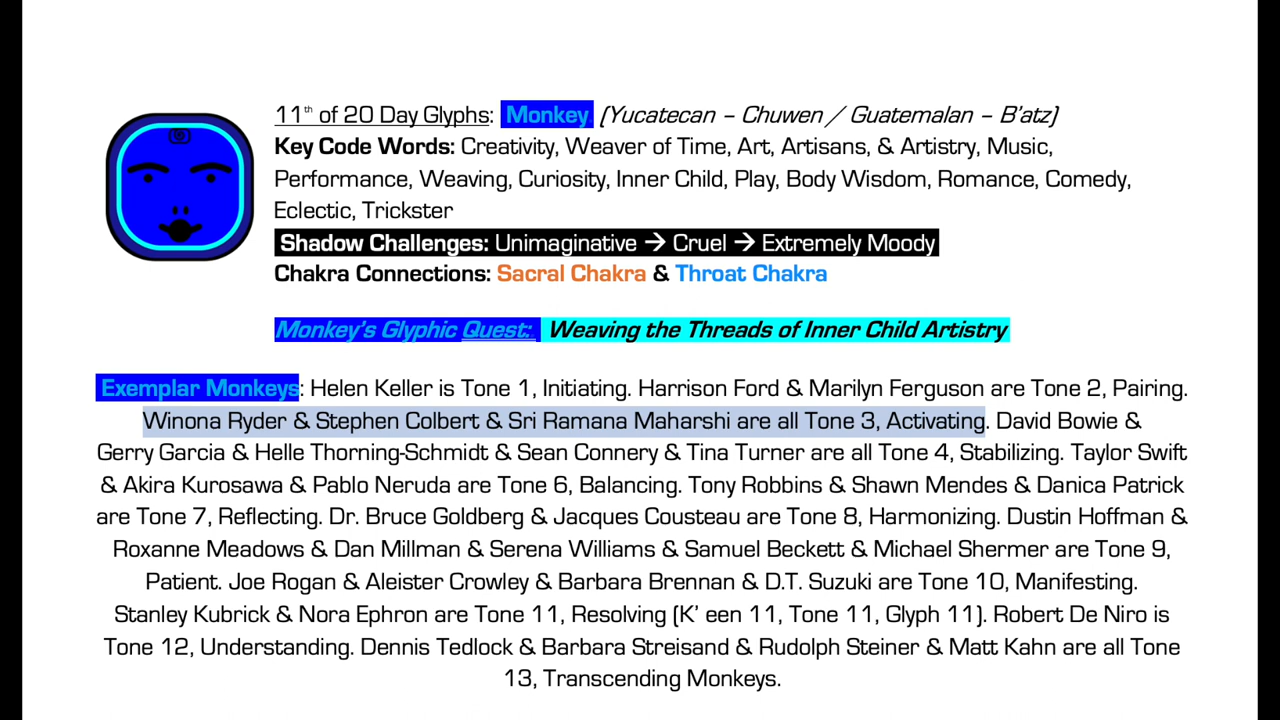 11th of 20 Day Glyphs: Monkey (Yucatecan – Chuwen / Guatemalan – B'atz)
Key Code Words: Creativity, Weaver of Time, Art, Artisans, & Artistry, Music,
Performance, Weaving, Curiosity, Inner Child, Play, Body Wisdom, Romance, Comedy,
Eclectic, Trickster
Shadow Challenges: Unimaginative → Cruel → Extremely Moody
Chakra Connections: Sacral Chakra & Throat Chakra
Monkey's Glyphic Quest: Weaving the Threads of Inner Child Artistry
Exemplar Monkeys: Helen Keller is Tone 1, Initiating. Harrison Ford & Marilyn Ferguson are Tone 2, Pairing.
Winona Ryder & Stephen Colbert & Sri Ramana Maharshi are all Tone 3, Activating. David Bowie &
Gerry Garcia & Helle Thorning-Schmidt & Sean Connery & Tina Turner are all Tone 4, Stabilizing. Taylor Swift
& Akira Kurosawa & Pablo Neruda are Tone 6, Balancing. Tony Robbins & Shawn Mendes & Danica Patrick
are Tone 7, Reflecting. Dr. Bruce Goldberg & Jacques Cousteau are Tone 8, Harmonizing. Dustin Hoffman &
Roxanne Meadows & Dan Millman & Serena Williams & Samuel Beckett & Michael Shermer are Tone 9,
Patient. Joe Rogan & Aleister Crowley & Barbara Brennan & D.T. Suzuki are Tone 10, Manifesting.
Stanley Kubrick & Nora Ephron are Tone 11, Resolving (K' een 11, Tone 11, Glyph 11). Robert De Niro is
Tone 12, Understanding. Dennis Tedlock & Barbara Streisand & Rudolph Steiner & Matt Kahn are all Tone
13, Transcending Monkeys.